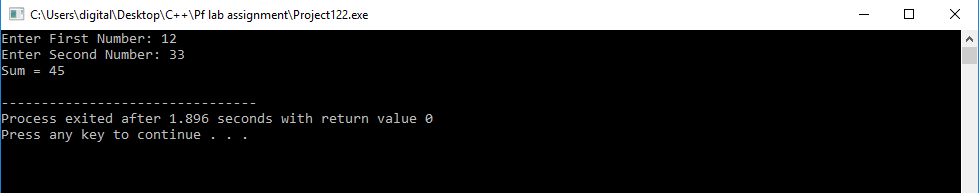 C:\Users\digital\Desktop\C++\Pf lab assignment\Project122.exe
Enter First Number: 12
Enter Second Number: 33
Sum = 45
--------------------------------
Process exited after 1.896 seconds with return value 0
Press any key to continue . . .